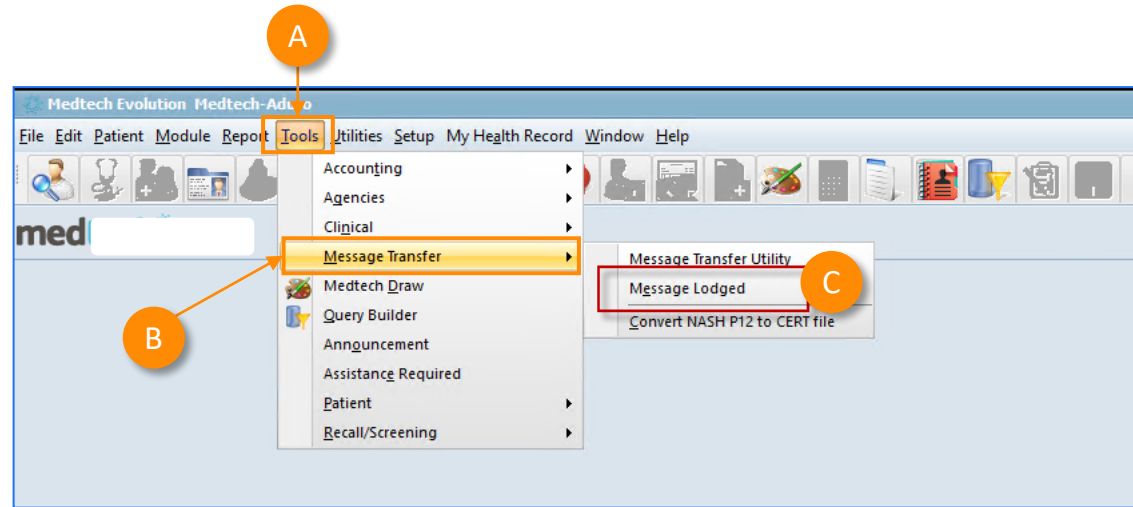 A
Medtech Evolution Medtech-Aduro
File Edit Patient Module Report Tools Utilities Setup My Health Record Window Help
med
Accounting
Agencies
Clinical
Message Transfer
Message Transfer Utility
Medtech Draw
Message Lodged
C
Query Builder
Convert NASH P12 to CERT file
B
Announcement
Assistance Required
Patient
Recall/Screening